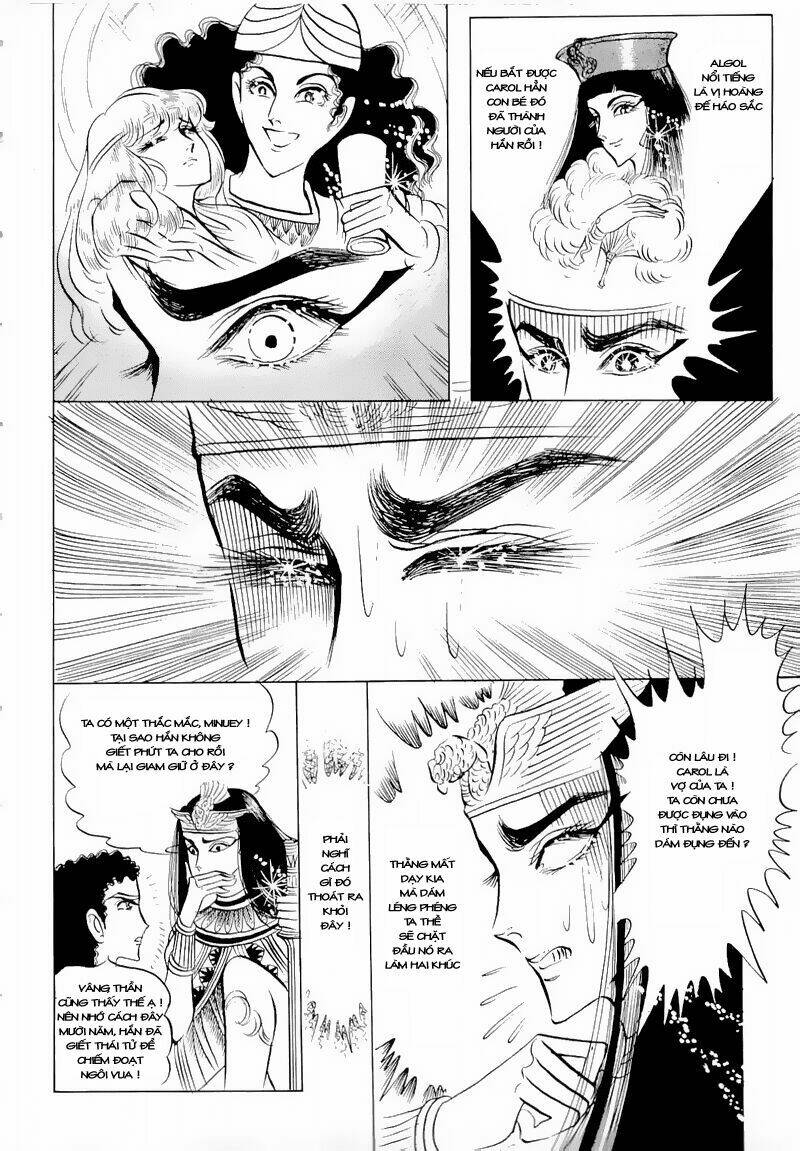 ALGOL
NỔI TIẾNG
LÀ VỊ HOÀNG
ĐẾ HÁO SẮC
NẾU BẮT ĐƯỢC
CAROL HẲN
CON BÉ ĐÓ
ĐÃ THÀNH
NGƯỜI CỦA
HẮN RỒI !
TA CÓ MỘT THẮC MẮC, MINUEY !
TẠI SAO HẮN KHÔNG
GIẾT PHỨT TA CHO RỒI
MÀ LẠI GIAM GIỮ Ở ĐÂY ?
VÂNG THẦN
CŨNG THẤY THẾ Ạ !
NÊN NHỚ CÁCH ĐÂY
MƯỜI NĂM, HẮN ĐÃ
GIẾT THÁI TỬ ĐỂ
CHIẾM ĐOẠT
NGÔI VUA !
PHẢI
NGHĨ
CÁCH
GÌ ĐÓ
THOÁT RA
KHỎI
ĐÂY !
CÒN LÂU ĐI !
CAROL LÀ
VỢ CỦA TA !
TA CÒN CHƯA
ĐƯỢC ĐỤNG VÀO
THÌ THẰNG NÀO
DÁM ĐỤNG ĐẾN ?
THẰNG MẤT
DẠY KIA
MÀ DÁM
LÉNG PHÉNG
TA THỀ
SẼ CHẶT
ĐẦU NÓ RA
LÀM HAI KHÚC